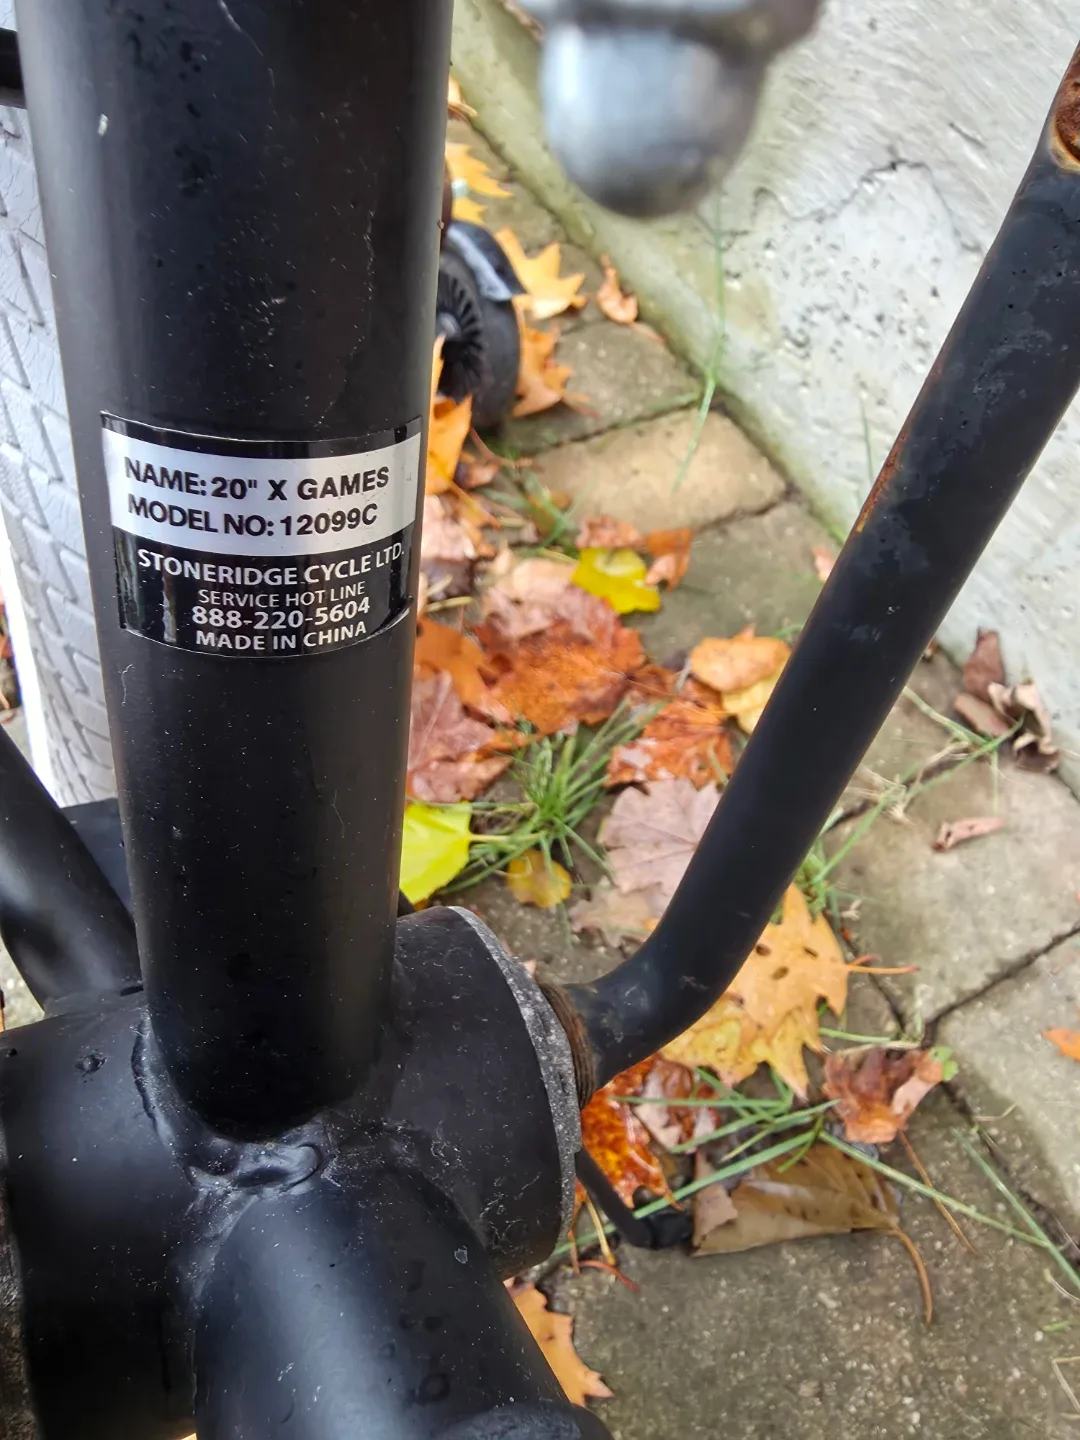 NAME: 20" X GAMES
MODEL NO: 12099C
STONERIDGE CYCLE LTD.
SERVICE HOT LINE
888-220-5604
MADE IN CHINA